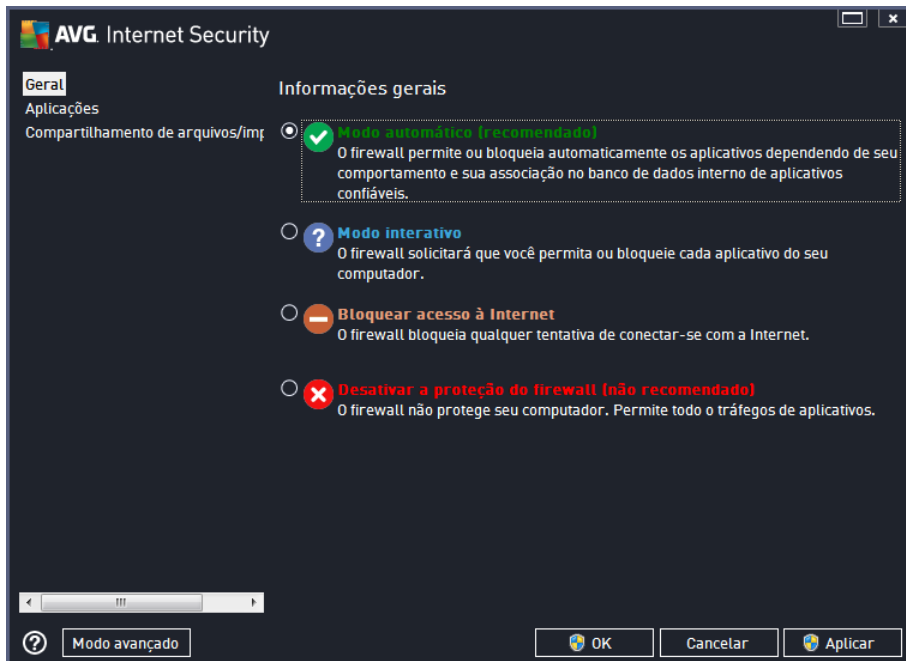 AVG. Internet Security
Geral
Aplicações
Compartilhamento de arquivos/imp
Informações gerais
Modo automático (recomendado)
O firewall permite ou bloqueia automaticamente os aplicativos dependendo de seu
comportamento e sua associação no banco de dados interno de aplicativos
confiáveis.
Modo interativo
O firewall solicitará que você permita ou bloqueie cada aplicativo do seu
computador.
Bloquear acesso à Internet
O firewall bloqueia qualquer tentativa de conectar-se com a Internet.
Desativar a proteção do firewall (não recomendado)
O firewall não protege seu computador. Permite todo o tráfegos de aplicativos.
Modo avançado
OK
Cancelar
Aplicar